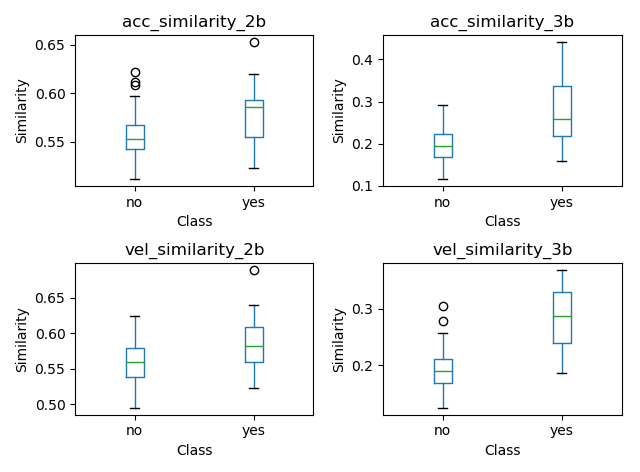 acc_similarity_2b
acc_similarity_3b
0.65
0.60
0.55
Similarity
no
yes
Class
0.4
0.3
0.2
0.1
Similarity
no
yes
Class
vel_similarity_2b
vel_similarity_3b
0.65
0.60
0.55
0.50
Similarity
no
yes
Class
0.3
0.2
Similarity
no
yes
Class